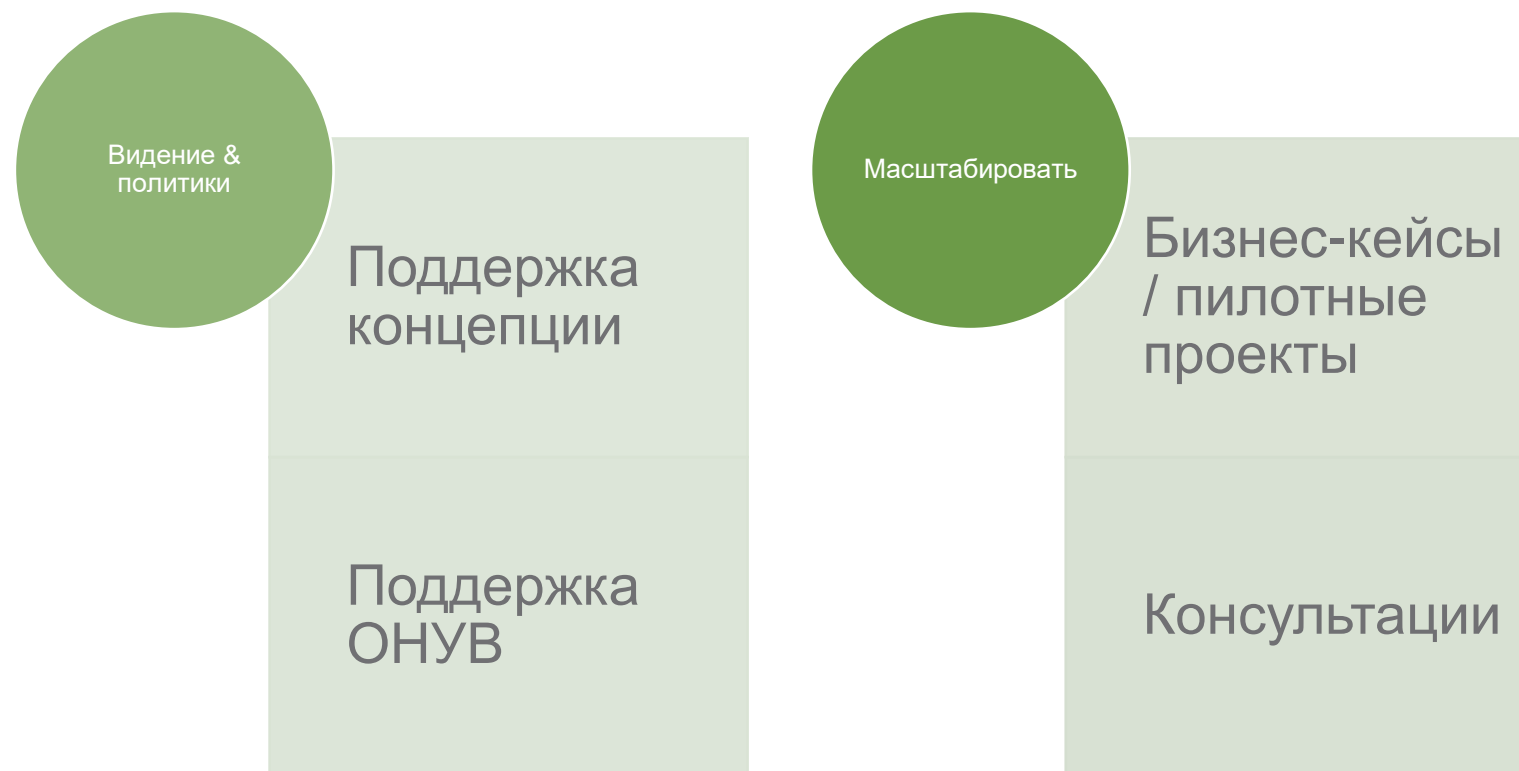 Видение &
политики
Поддержка
концепции
Поддержка
ОНУВ
Масштабировать
Бизнес-кейсы
/ пилотные
проекты
Консультации